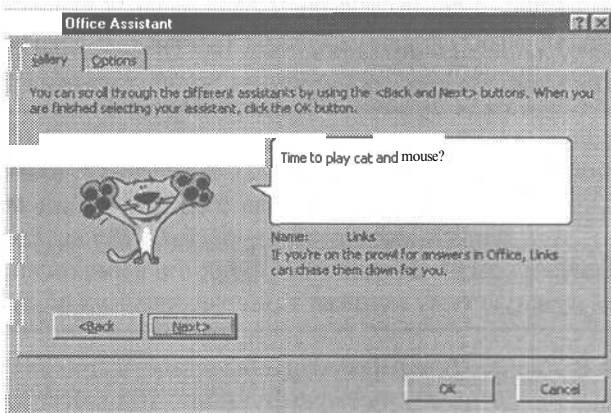 Office Assistant
Gallery Options
You can scroll through the different assistants by using the <Back and Next> buttons. When you
are finished selecting your assistant, click the OK button.
Time to play cat and mouse?
Name: Links
If you're on the prowl for answers in Office, Links
can chase them down for you.
<Back Next>
OK Cancel